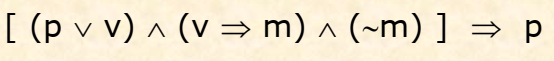 [ (p ∨ v) ∧ (v ⇒ m) ∧ (~m) ] ⇒ p